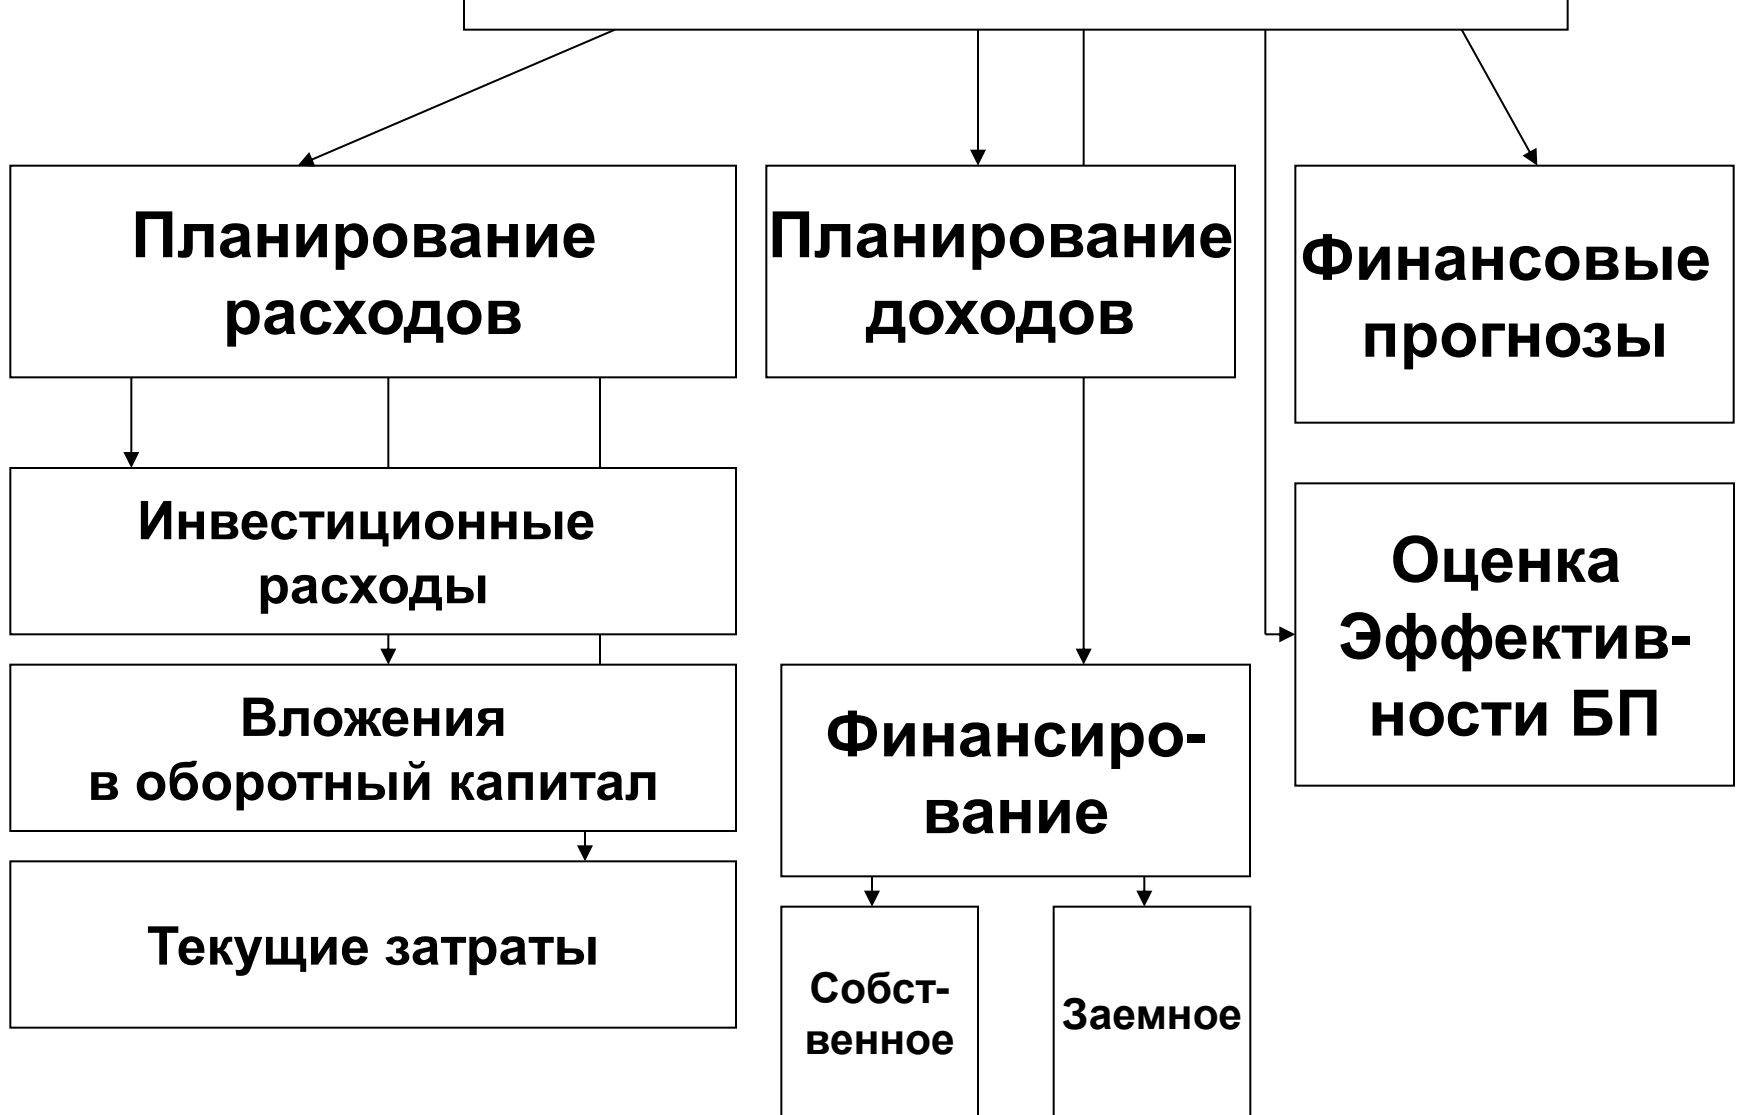 Планирование
расходов
Планирование
доходов
Финансовые
прогнозы
Инвестиционные
расходы
Вложения
в оборотный капитал
Текущие затраты
Финансиро-
вание
Собст-
венное
Заемное
Оценка
Эффектив-
ности БП